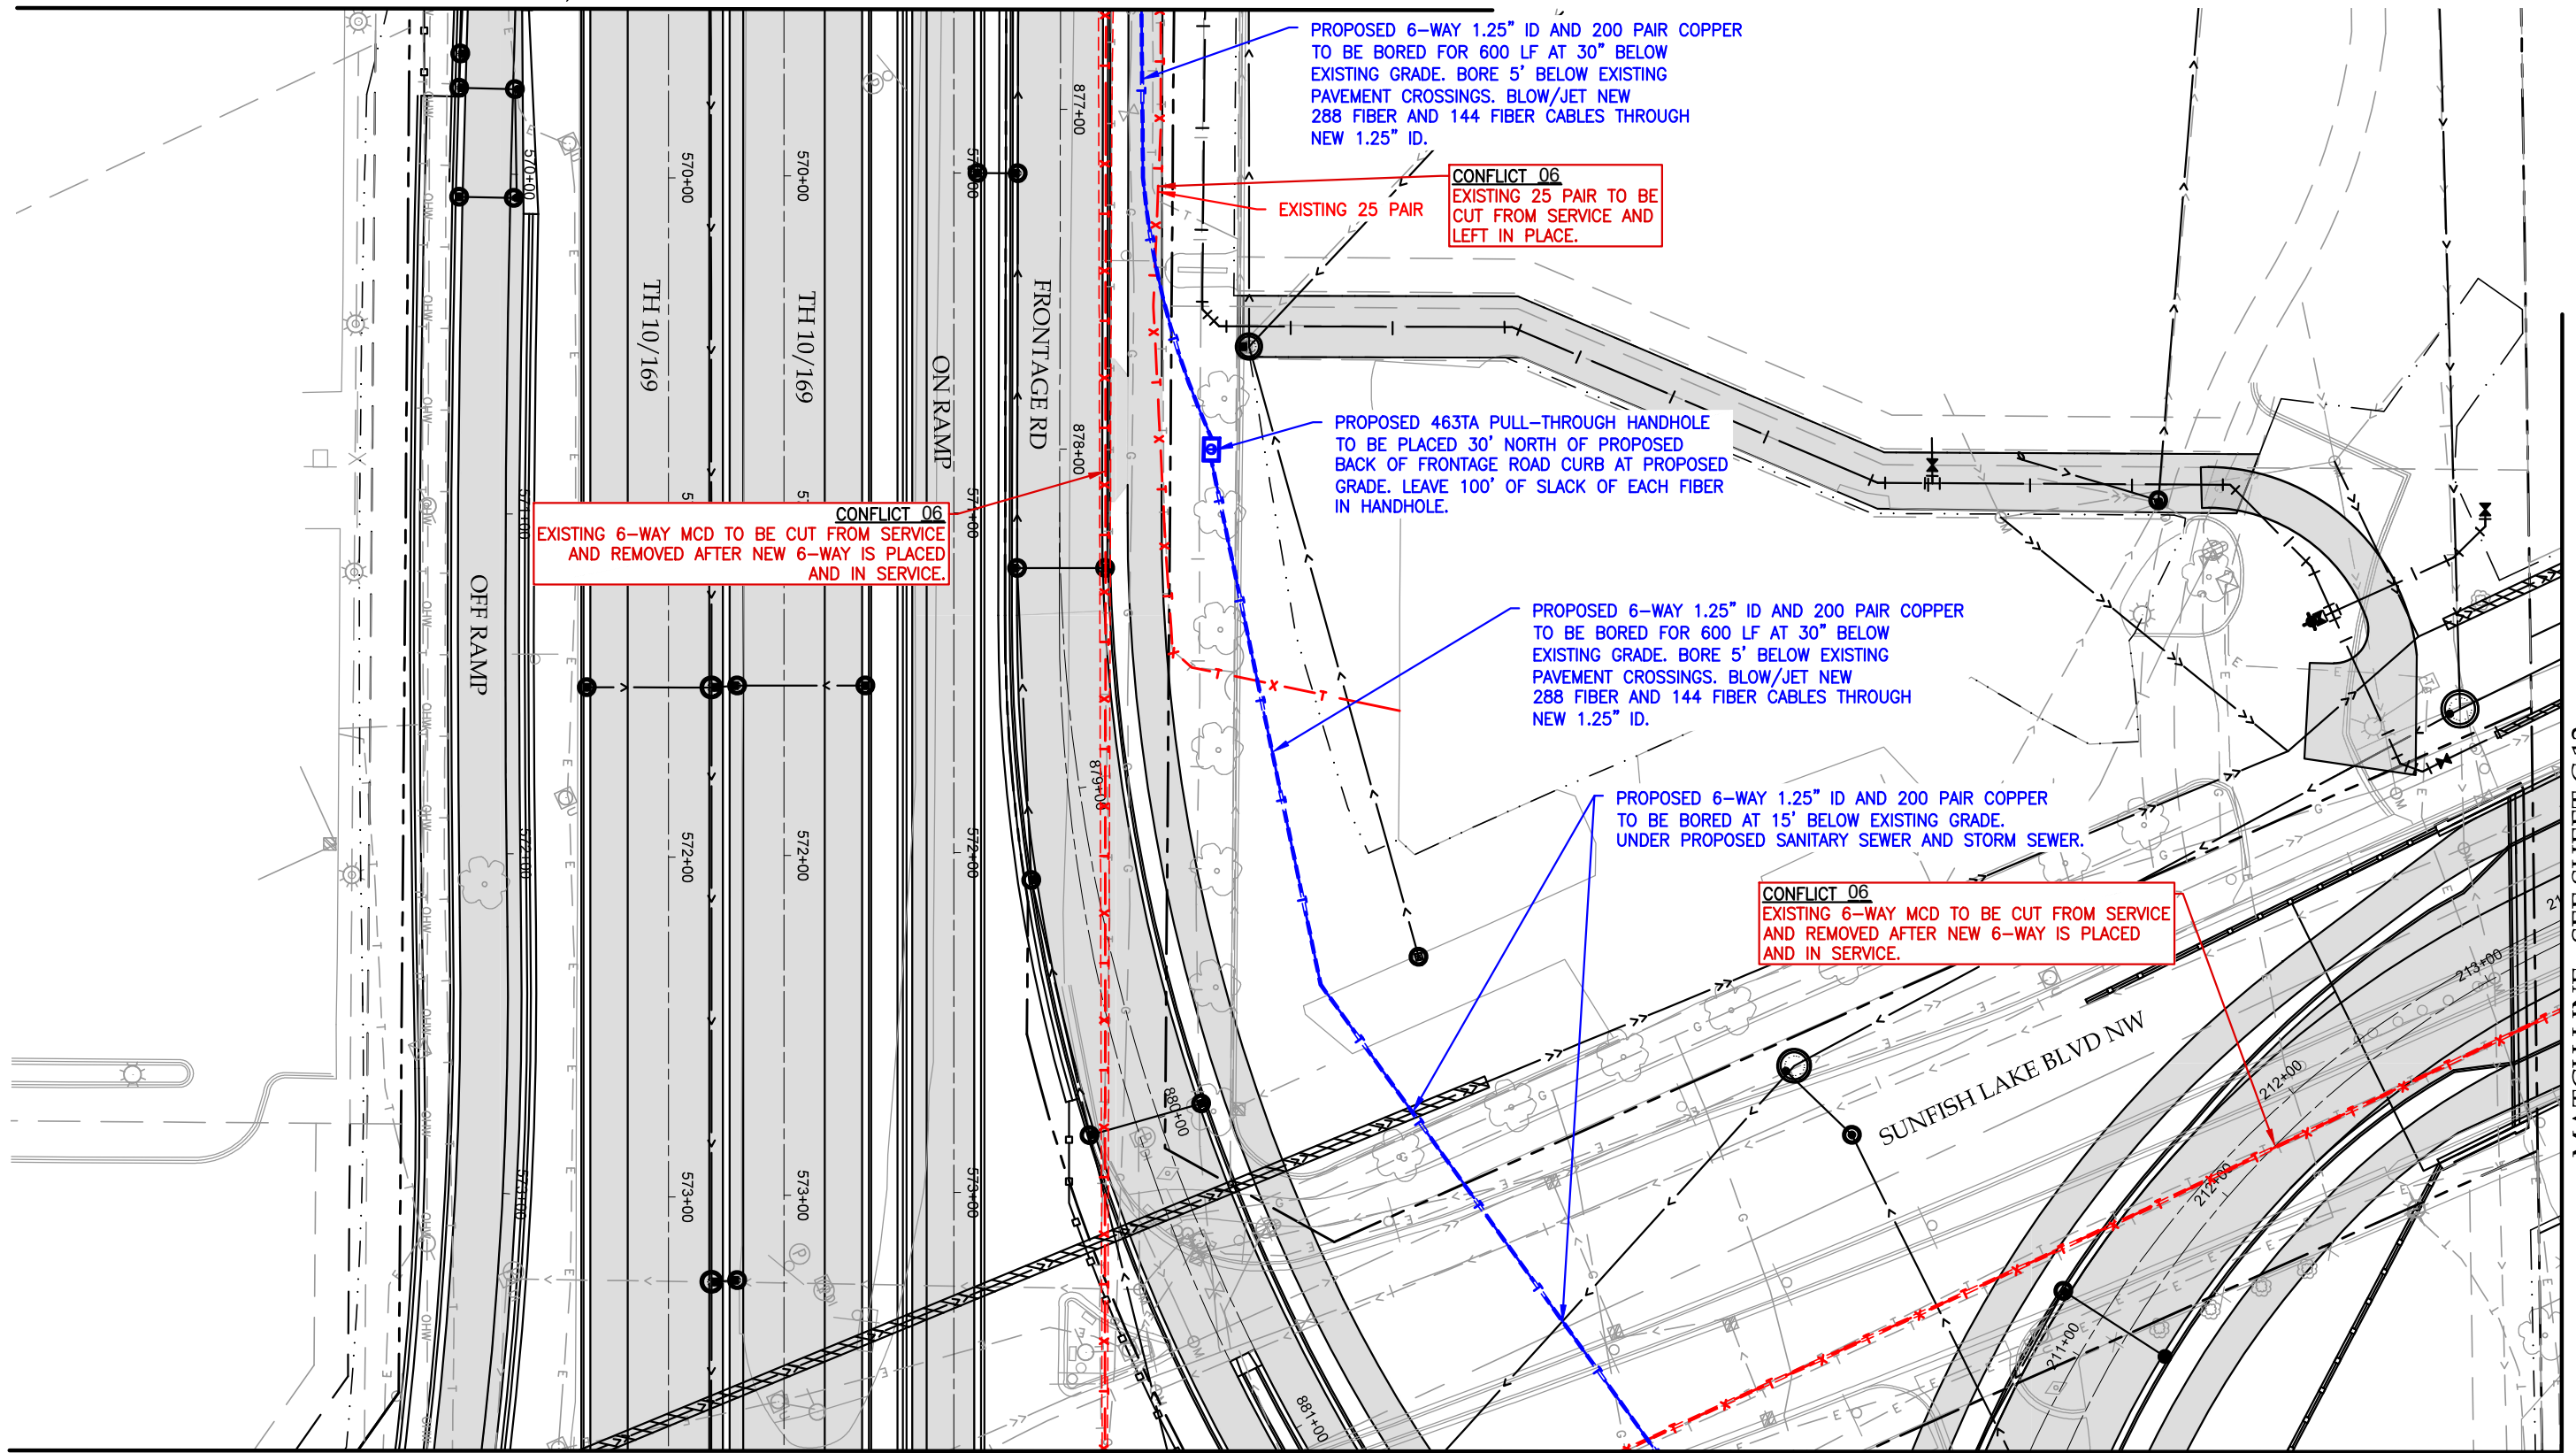 PROPOSED 6-WAY 1.25" ID AND 200 PAIR COPPER
TO BE BORED FOR 600 LF AT 30" BELOW
EXISTING GRADE. BORE 5' BELOW EXISTING
PAVEMENT CROSSINGS. BLOW/JET NEW
288 FIBER AND 144 FIBER CABLES THROUGH
NEW 1.25" ID.
CONFLICT 06
EXISTING 25 PAIR TO BE
CUT FROM SERVICE AND
LEFT IN PLACE.
EXISTING 25 PAIR
877+00
570+00
570+00
570+00
TH 10/169
TH 10/169
ON RAMP
FRONTAGE RD
878+00
PROPOSED 463TA PULL-THROUGH HANDHOLE
TO BE PLACED 30' NORTH OF PROPOSED
BACK OF FRONTAGE ROAD CURB AT PROPOSED
GRADE. LEAVE 100' OF SLACK OF EACH FIBER
IN HANDHOLE.
CONFLICT 06
EXISTING 6-WAY MCD TO BE CUT FROM SERVICE
AND REMOVED AFTER NEW 6-WAY IS PLACED
AND IN SERVICE.
571+00
571+00
OFF RAMP
PROPOSED 6-WAY 1.25" ID AND 200 PAIR COPPER
TO BE BORED FOR 600 LF AT 30" BELOW
EXISTING GRADE. BORE 5' BELOW EXISTING
PAVEMENT CROSSINGS. BLOW/JET NEW
288 FIBER AND 144 FIBER CABLES THROUGH
NEW 1.25" ID.
879+00
PROPOSED 6-WAY 1.25" ID AND 200 PAIR COPPER
TO BE BORED AT 15' BELOW EXISTING GRADE.
UNDER PROPOSED SANITARY SEWER AND STORM SEWER.
572+00
572+00
572+00
572+00
CONFLICT 06
EXISTING 6-WAY MCD TO BE CUT FROM SERVICE
AND REMOVED AFTER NEW 6-WAY IS PLACED
AND IN SERVICE.
213+00
212+00
SUNFISH LAKE BLVD NW
880+00
212+00
573+00
573+00
573+00
573+00
211+00
881+00